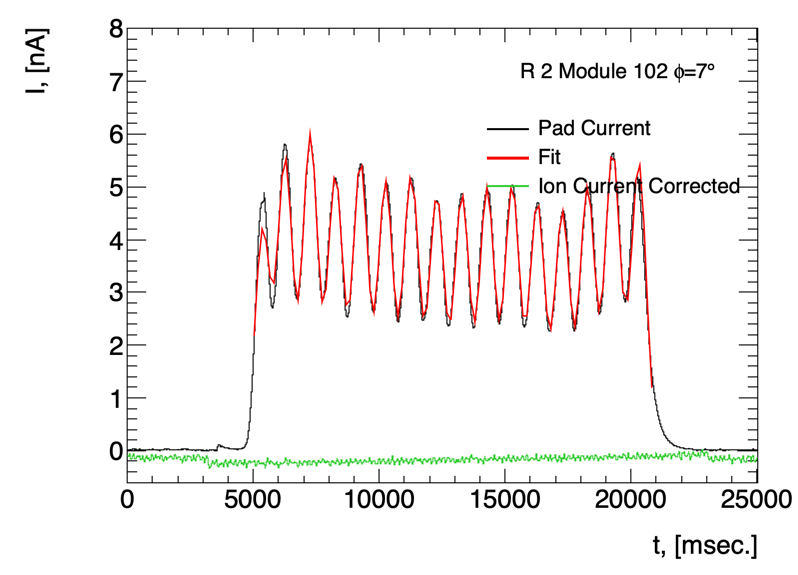 I, [nA]
8
7
6
5
4
3
2
1
0
R 2 Module 102 ϕ=7°
Pad Current
Fit
Ion Current Corrected
0 5000 10000 15000 20000 25000
t, [msec.]